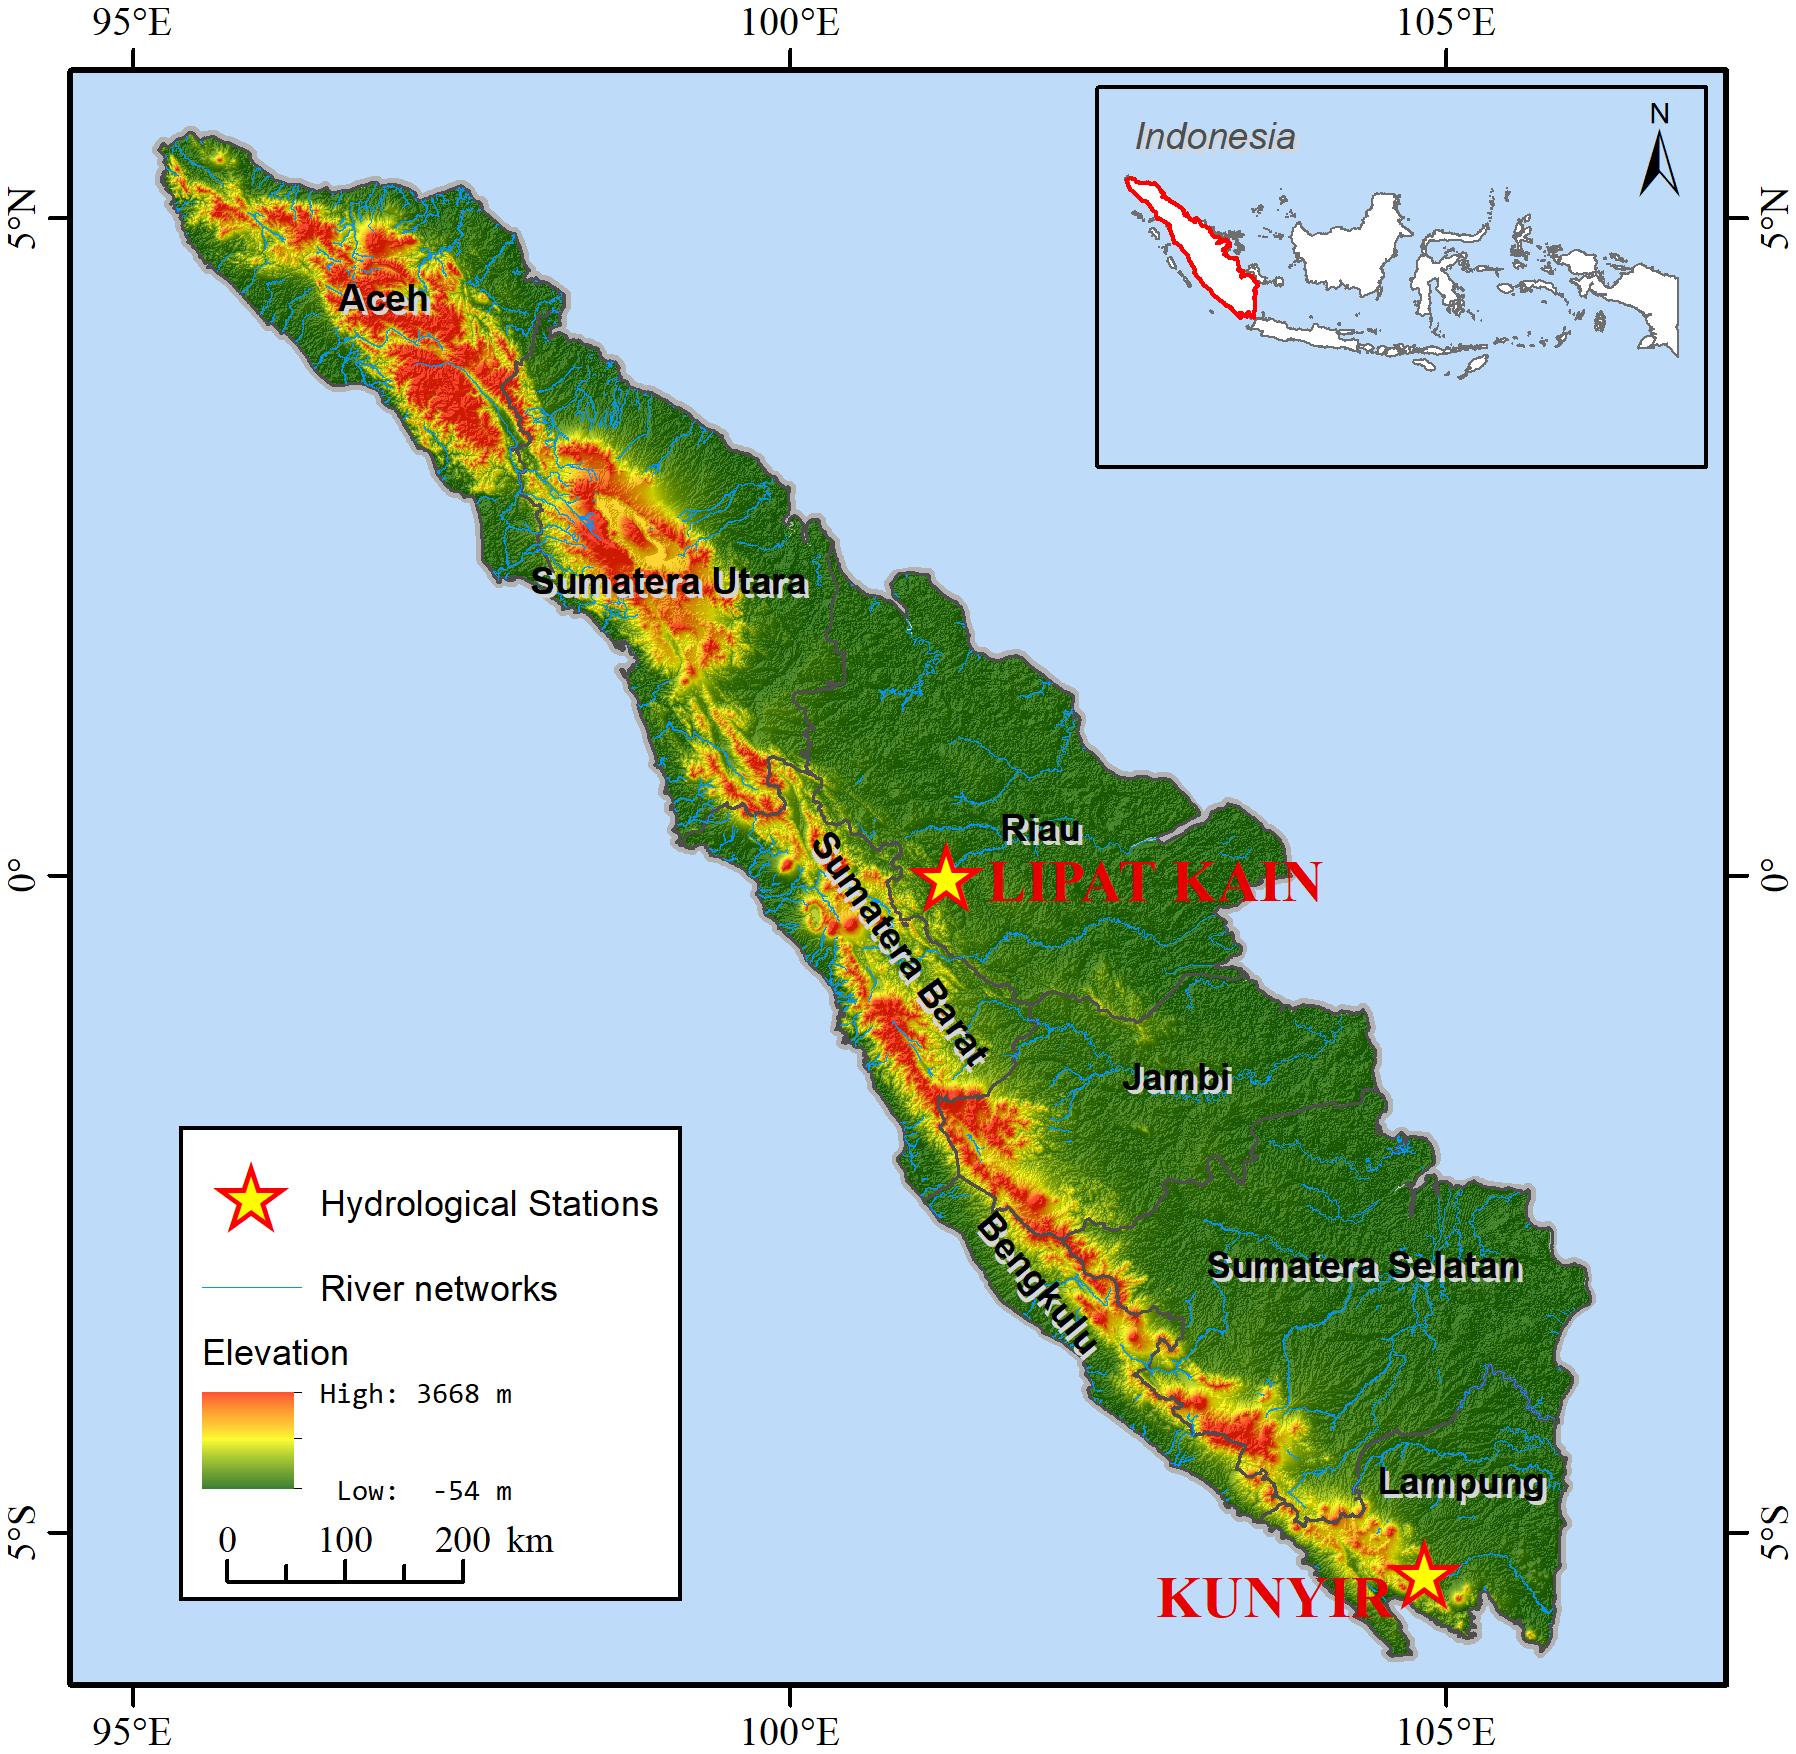 95°E 100°E 105°E
Indonesia
N
5°N
5°N
Aceh
Sumatera Utara
Riau
0°
LIPAT KAIN
0°
Sumatera Barat
Jambi
Bengkulu
Sumatera Selatan
Hydrological Stations
River networks
Elevation
High: 3668 m
Low: -54 m
0 100 200 km
Lampung
5°S
5°S
KUNYIR
95°E 100°E 105°E